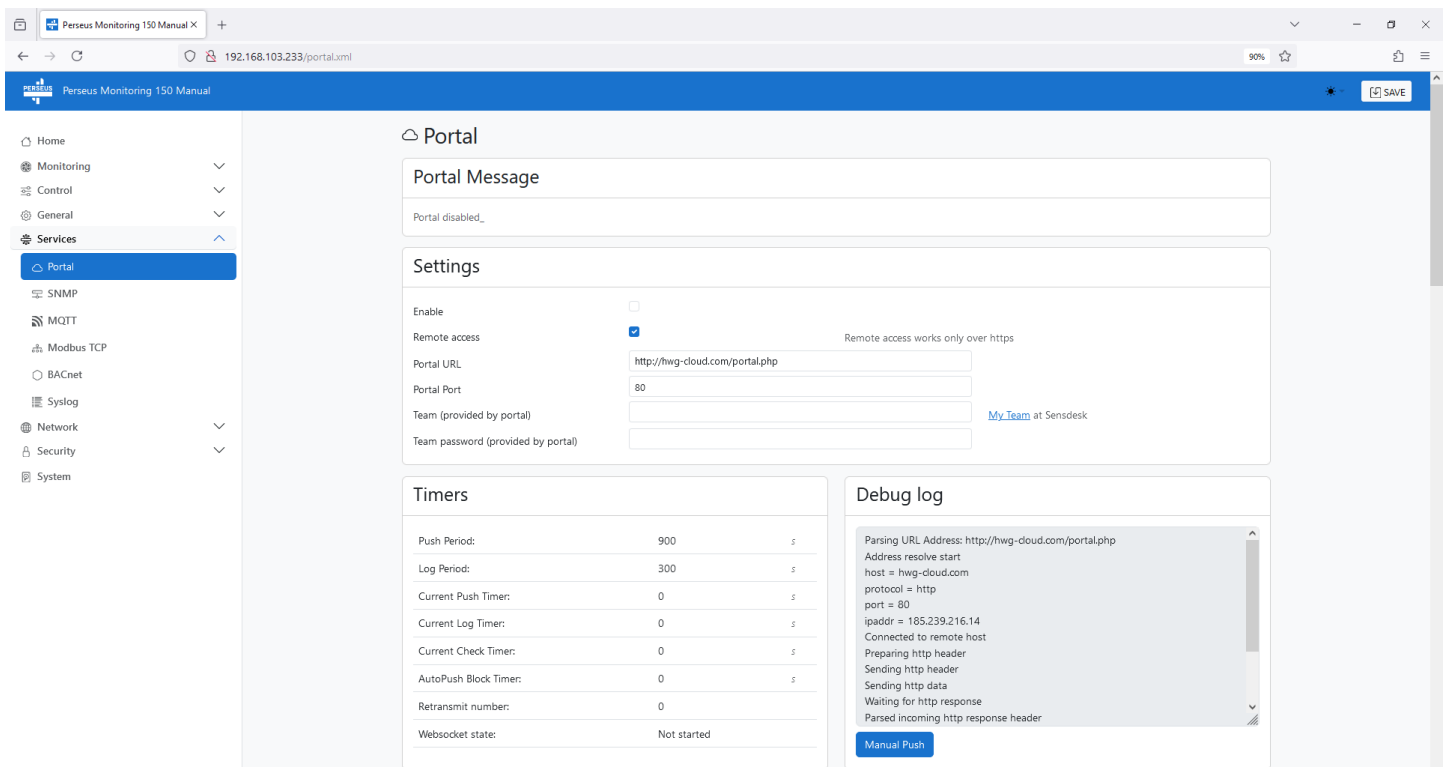 Perseus Monitoring 150 Manual
192.168.103.233/portal.xml
90%
PERSEUS
Perseus Monitoring 150 Manual
SAVE
Home
Monitoring
Control
General
Services
Portal
SNMP
MQTT
Modbus TCP
BACnet
Syslog
Network
Security
System
Portal
Portal Message
Portal disabled_
Settings
Enable
Remote access
Remote access works only over https
Portal URL
http://hwg-cloud.com/portal.php
Portal Port
80
Team (provided by portal)
My Team at Sensdesk
Team password (provided by portal)
Timers
Push Period: 900 s
Log Period: 300 s
Current Push Timer: 0 s
Current Log Timer: 0 s
Current Check Timer: 0 s
AutoPush Block Timer: 0 s
Retransmit number: 0
Websocket state: Not started
Debug log
Parsing URL Address: http://hwg-cloud.com/portal.php
Address resolve start
host = hwg-cloud.com
protocol = http
port = 80
ipaddr = 185.239.216.14
Connected to remote host
Preparing http header
Sending http header
Sending http data
Waiting for http response
Parsed incoming http response header
Manual Push